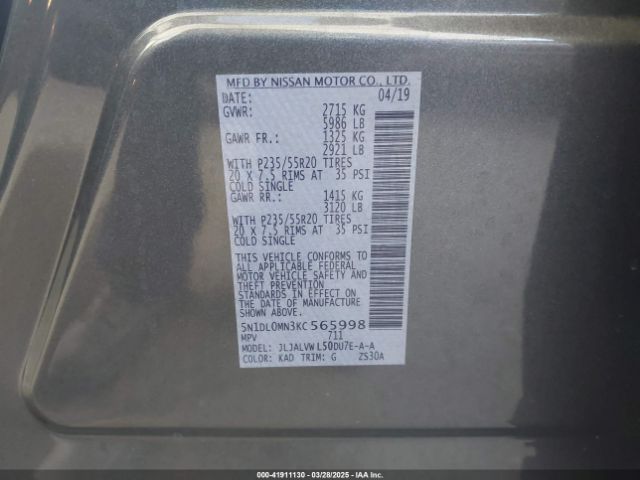 MFD BY NISSAN MOTOR CO., LTD.
DATE: 04/19
GVWR: 2715 KG
5986 LB
GAWR FR.: 1325 KG
2921 LB
WITH P235/55R20 TIRES
20 X 7.5 RIMS AT 35 PSI
COLD SINGLE
GAWR RR.: 1415 KG
3120 LB
WITH P235/55R20 TIRES
20 X 7.5 RIMS AT 35 PSI
COLD SINGLE
THIS VEHICLE CONFORMS TO
ALL APPLICABLE FEDERAL
MOTOR VEHICLE SAFETY AND
THEFT PREVENTION
STANDARDS IN EFFECT ON
THE DATE OF MANUFACTURE
SHOWN ABOVE.
5N1DL0MN3KC565998
MPV 711
MODEL: JLJALVWL50DU7E-A-A
COLOR: KAD TRIM: G ZS30A
000-41911130 — 03/28/2025 — IAAI.COM